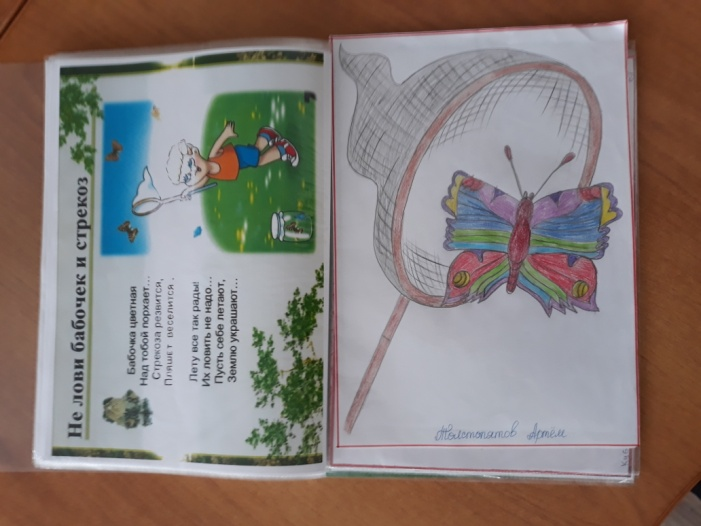 Не лови бабочек и стрекоз
Бабочка цветная
Над тобой порхает...
Стрекоза резвится,
Пляшет веселится .
Лету все так рады!
Их ловить не надо...
Пусть себе летают,
Землю украшают...
Толстопятов Артём